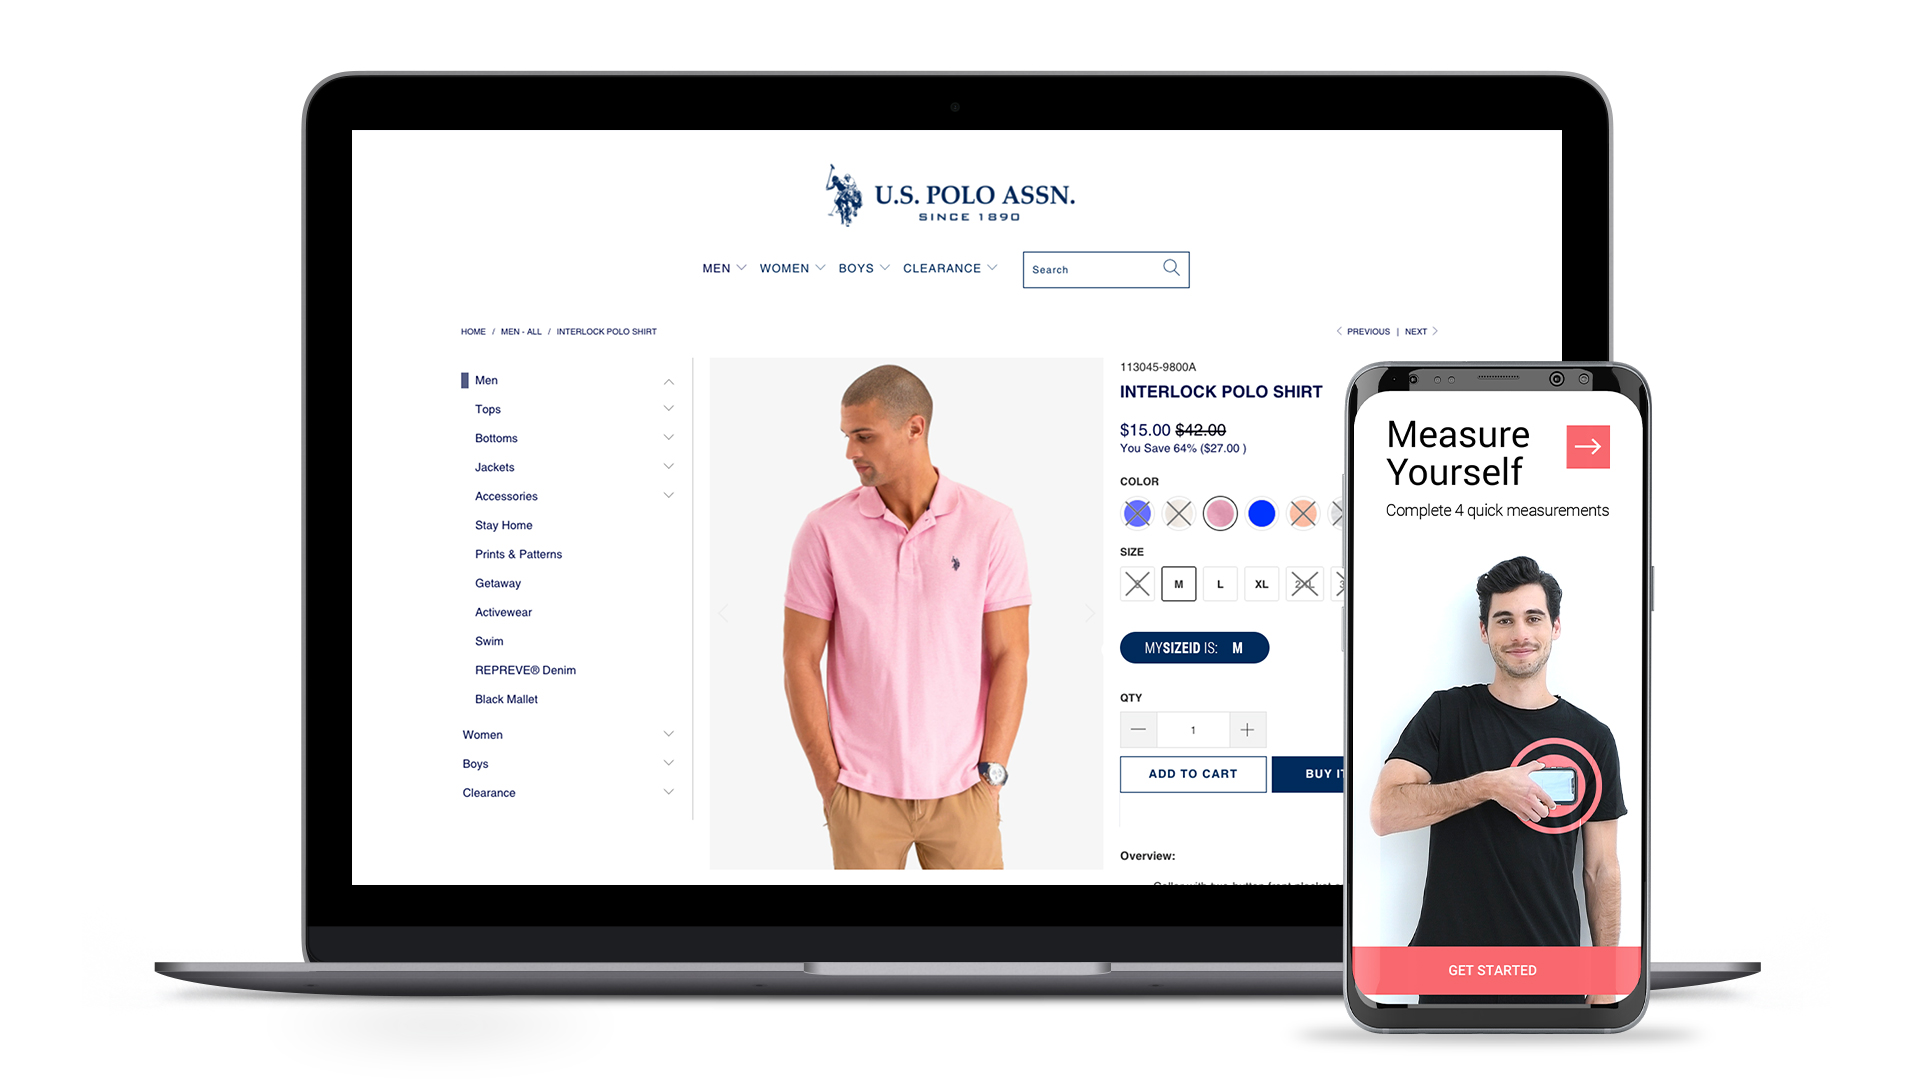 U.S. POLO ASSN.
SINCE 1890
MEN WOMEN BOYS CLEARANCE Search
HOME / MEN - ALL / INTERLOCK POLO SHIRT
PREVIOUS | NEXT
Men
Tops
Bottoms
Jackets
Accessories
Stay Home
Prints & Patterns
Getaway
Activewear
Swim
REPREVE® Denim
Black Mallet
Women
Boys
Clearance
113045-9800A
INTERLOCK POLO SHIRT
$15.00 $42.00
You Save 64% ($27.00 )
COLOR
SIZE
S M L XL 2XL 3
MYSIZEID IS: M
QTY
1
ADD TO CART BUY IT
Overview:
Measure
Yourself
Complete 4 quick measurements
GET STARTED